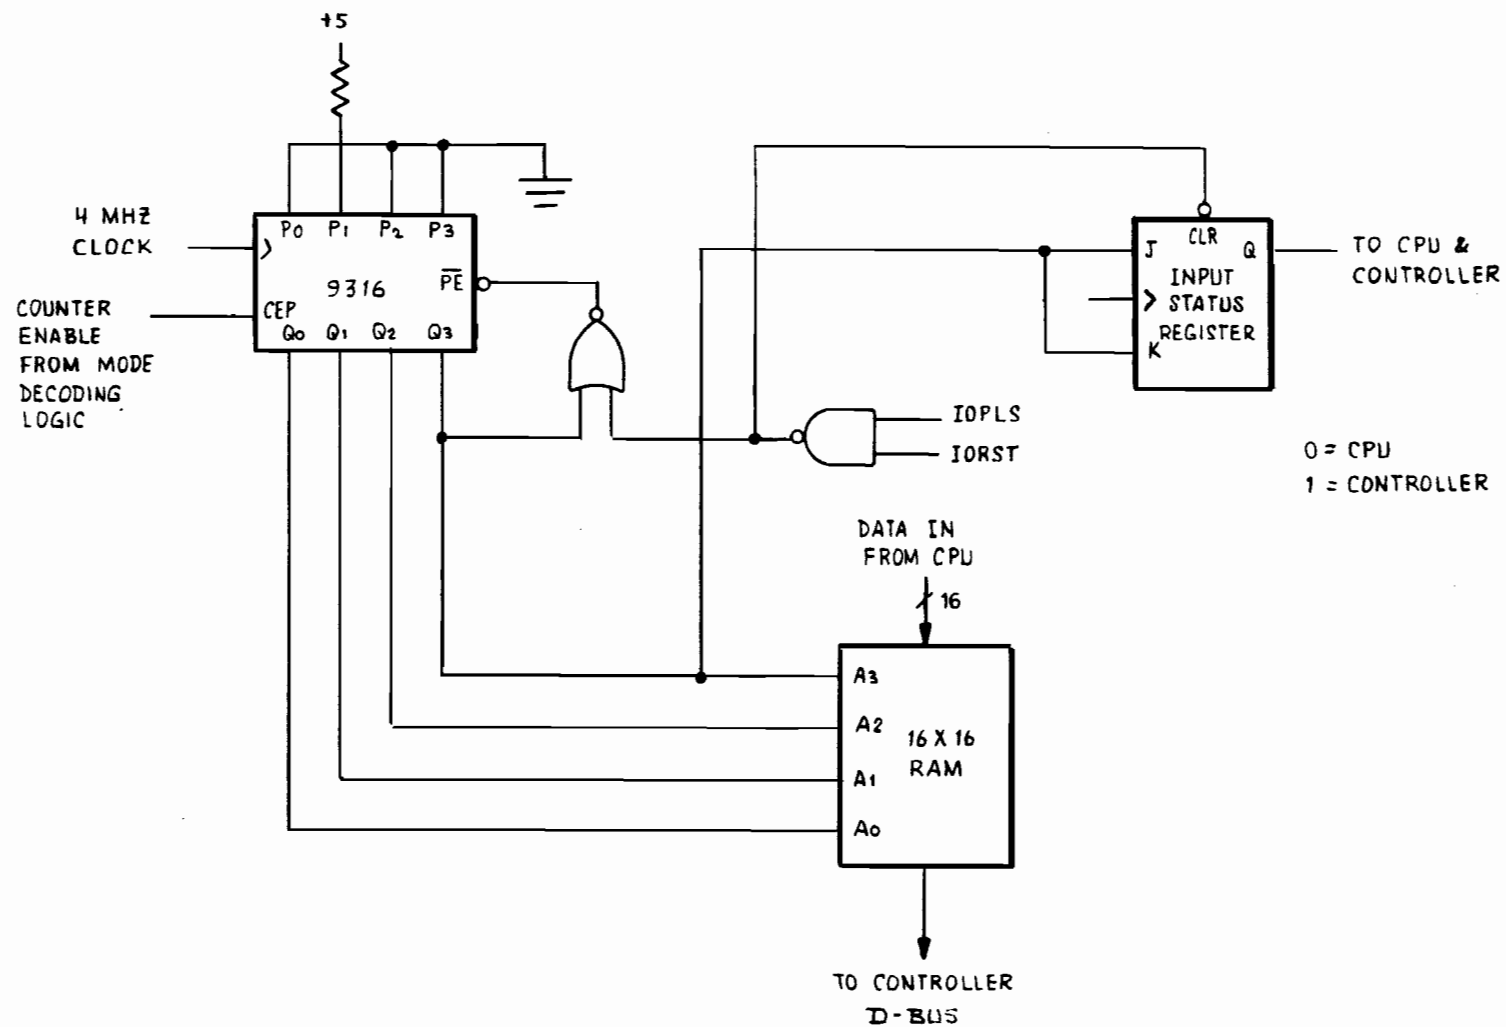 +5
4 MHZ
CLOCK
COUNTER
ENABLE
FROM MODE
DECODING
LOGIC
P0 P1 P2 P3
PE
9316
CEP
Q0 Q1 Q2 Q3
CLR
J Q
INPUT
STATUS
REGISTER
K
TO CPU &
CONTROLLER
IOPLS
IORST
0 = CPU
1 = CONTROLLER
DATA IN
FROM CPU
16
A3
A2
A1
A0
16 X 16
RAM
TO CONTROLLER
D-BUS